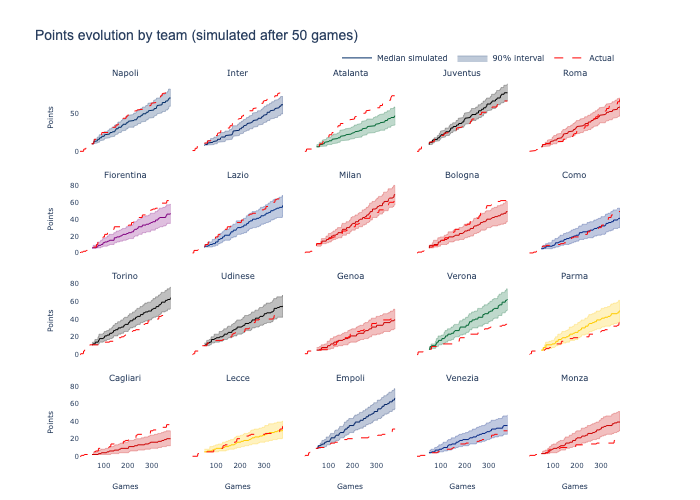 Points evolution by team (simulated after 50 games)
Median simulated 90% interval Actual
Napoli Inter Atalanta Juventus Roma
Points
50
0
Fiorentina Lazio Milan Bologna Como
Points
80
60
40
20
0
Torino Udinese Genoa Verona Parma
Points
80
60
40
20
0
Cagliari Lecce Empoli Venezia Monza
Points
80
60
40
20
0
100 200 300 100 200 300 100 200 300 100 200 300 100 200 300
Games Games Games Games Games